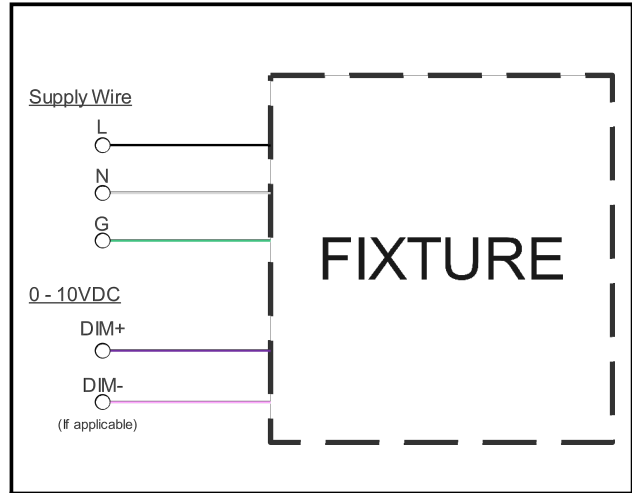 Supply Wire
L
N
G
FIXTURE
0 - 10VDC
DIM+
DIM-
(If applicable)